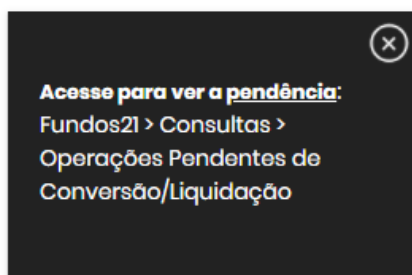 Acesse para ver a pendência:
Fundos21 > Consultas >
Operações Pendentes de
Conversão/Liquidação